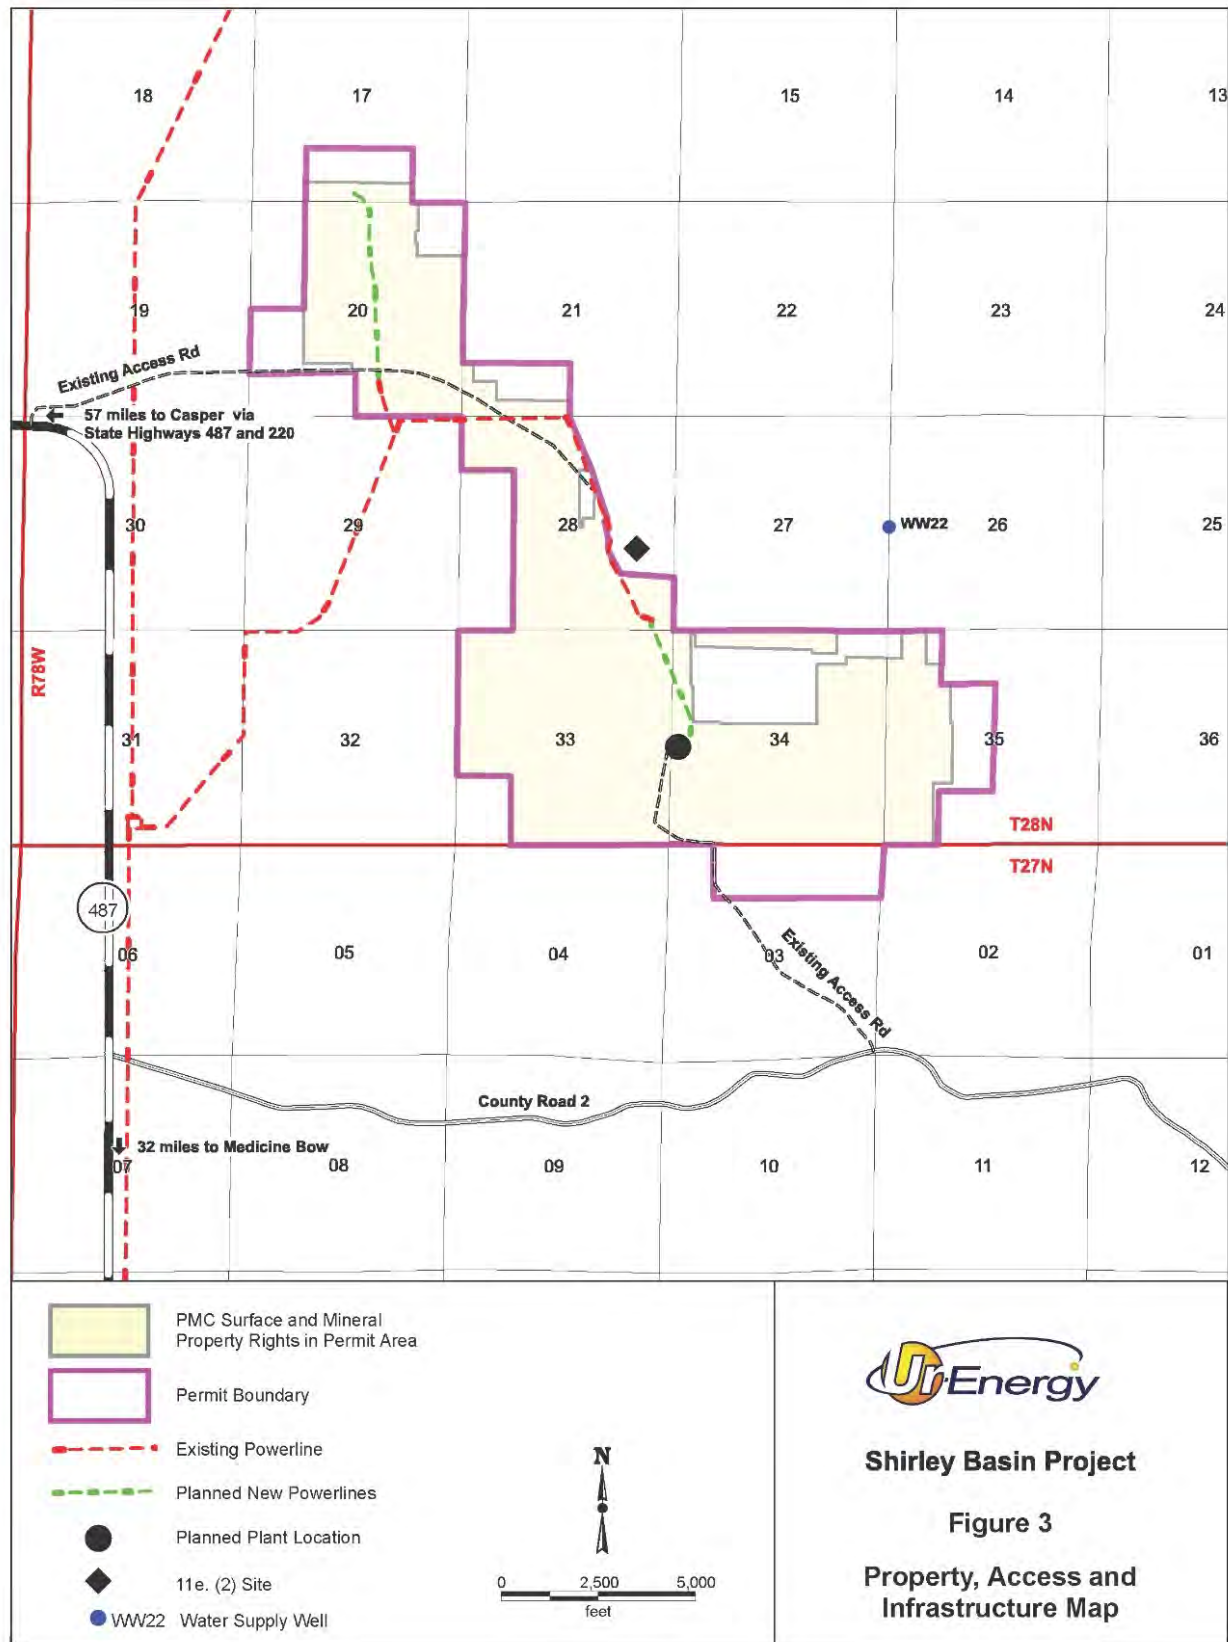 18
17
15
14
13
19
20
21
22
23
24
Existing Access Rd
57 miles to Casper via
State Highways 487 and 220
30
29
28
27
WW22
26
25
R78W
31
32
33
34
35
36
T28N
T27N
487
06
05
04
03
02
01
Existing Access Rd
County Road 2
32 miles to Medicine Bow
07
08
09
10
11
12
PMC Surface and Mineral
Property Rights in Permit Area
Permit Boundary
Existing Powerline
Planned New Powerlines
Planned Plant Location
11e. (2) Site
WW22 Water Supply Well
N
0 2,500 5,000
feet
Ur-Energy
Shirley Basin Project
Figure 3
Property, Access and
Infrastructure Map